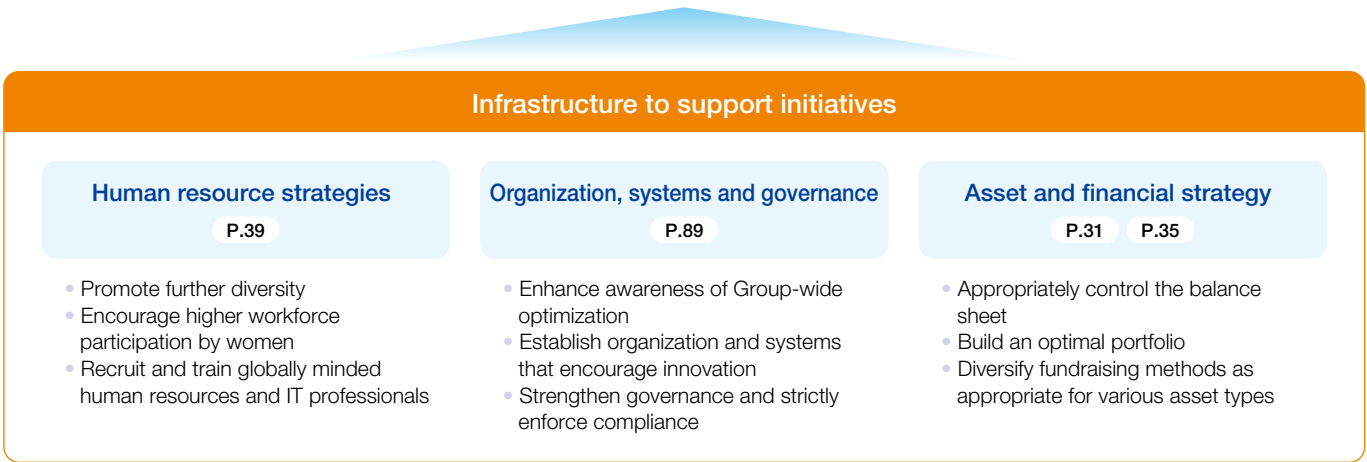 Infrastructure to support initiatives
Human resource strategies
P.39
• Promote further diversity
• Encourage higher workforce
participation by women
• Recruit and train globally minded
human resources and IT professionals
Organization, systems and governance
P.89
• Enhance awareness of Group-wide
optimization
• Establish organization and systems
that encourage innovation
• Strengthen governance and strictly
enforce compliance
Asset and financial strategy
P.31 P.35
• Appropriately control the balance
sheet
• Build an optimal portfolio
• Diversify fundraising methods as
appropriate for various asset types